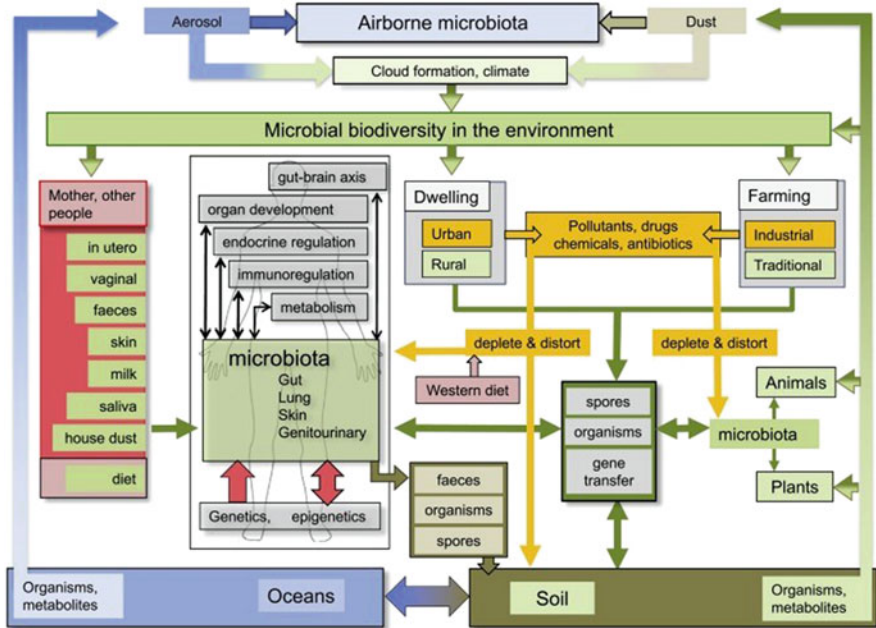 Aerosol
Airborne microbiota
Dust
Cloud formation, climate
Microbial biodiversity in the environment
Mother, other
people
in utero
vaginal
faeces
skin
milk
saliva
house dust
diet
gut-brain axis
organ development
endocrine regulation
immunoregulation
metabolism
microbiota
Gut
Lung
Skin
Genitourinary
Genetics, epigenetics
Dwelling
Urban
Rural
Pollutants, drugs
chemicals, antibiotics
Farming
Industrial
Traditional
deplete & distort
Western diet
deplete & distort
spores
organisms
gene
transfer
Animals
microbiota
Plants
faeces
organisms
spores
Organisms,
metabolites
Oceans
Soil
Organisms,
metabolites